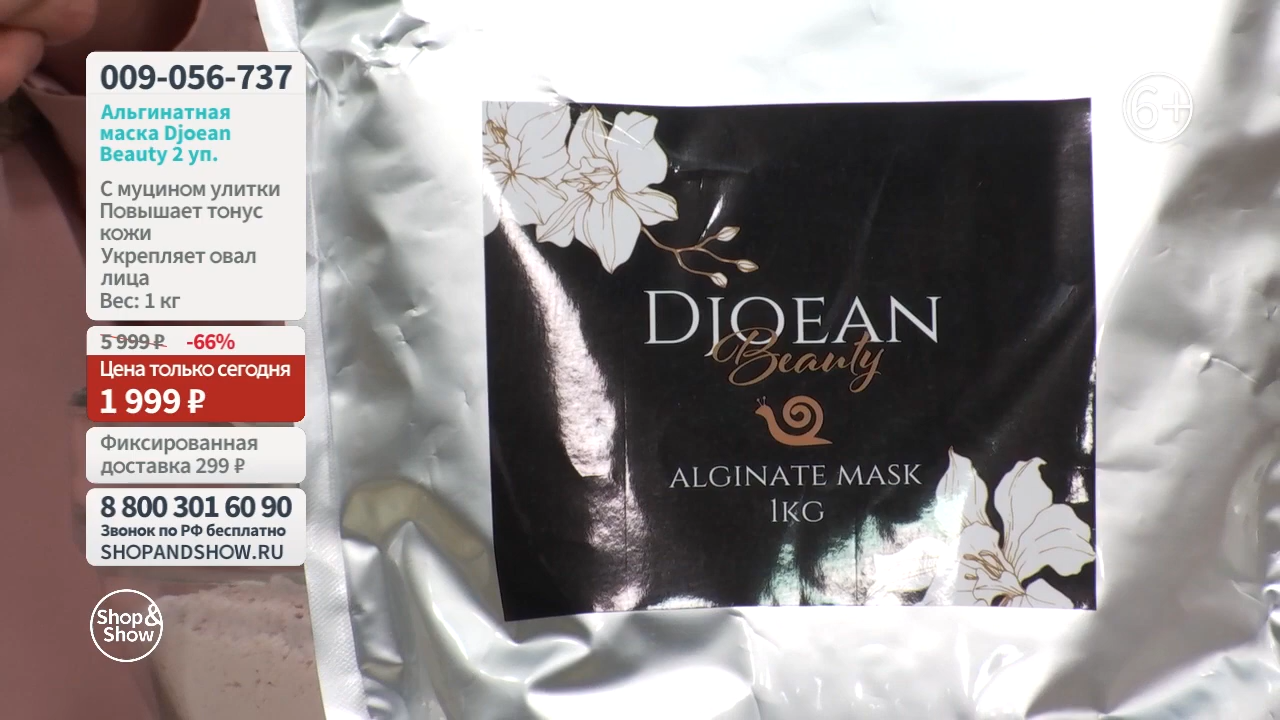 009-056-737
Альгинатная
маска Djoean
Beauty 2 уп.
С муцином улитки
Повышает тонус
кожи
Укрепляет овал
лица
Вес: 1 кг
5 999 ₽ -66%
Цена только сегодня
1 999 ₽
Фиксированная
доставка 299 ₽
8 800 301 60 90
Звонок по РФ бесплатно
SHOPANDSHOW.RU
Shop&
Show
6+
DJOEAN
Beauty
ALGINATE MASK
1KG